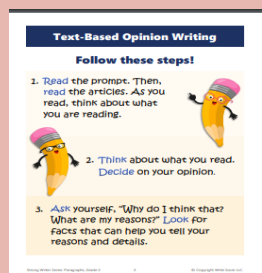 Text-Based Opinion Writing
Follow these steps!
1. Read the prompt. Then,
read the articles. As you
read, think about what
you are reading.
2. Think about what you read.
Decide on your opinion.
3. Ask yourself, "Why do I think that?
What are my reasons?" Look for
facts that can help you tell your
reasons and details.